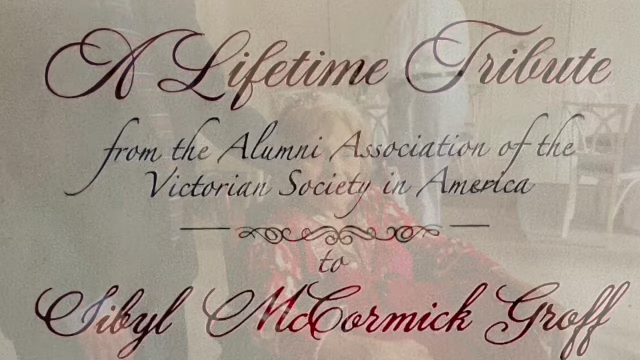 A Lifetime Tribute
from the Alumni Association of the
Victorian Society in America
to
Sibyl McCormick Groff